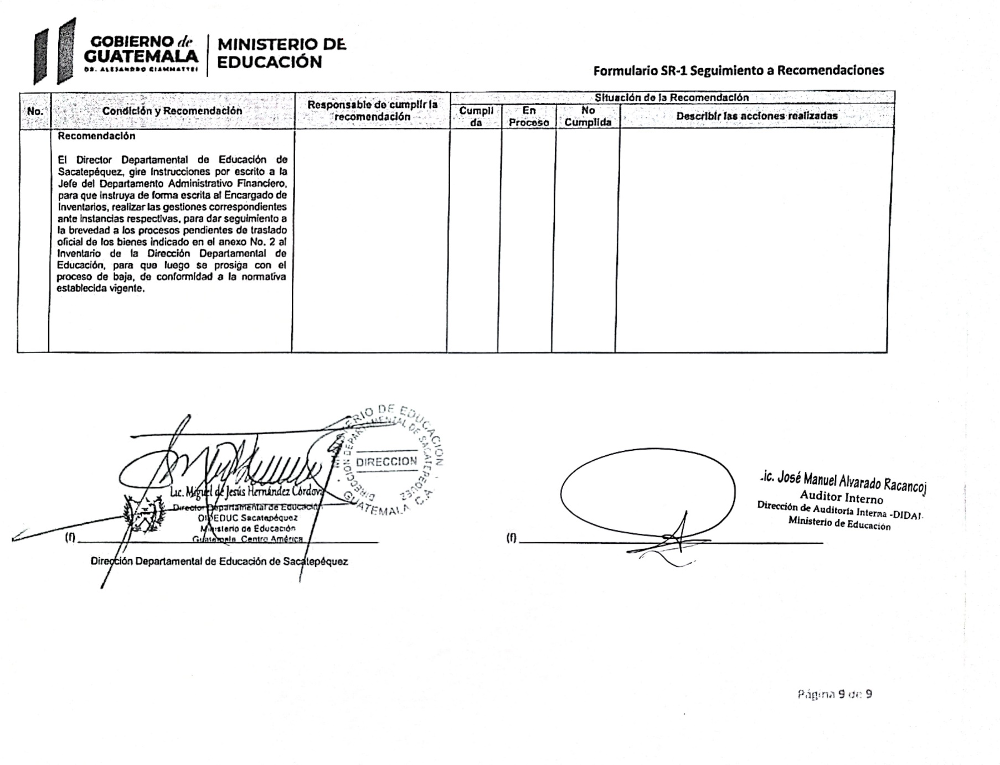 GOBIERNO de
GUATEMALA
DR. ALEJANDRO GIAMMATTEI
MINISTERIO DE
EDUCACIÓN
Formulario SR-1 Seguimiento a Recomendaciones
No.
Condición y Recomendación
Responsable de cumplir la
recomendación
Situación de la Recomendación
Cumpli
da
En
Proceso
No
Cumplida
Describir las acciones realizadas
Recomendación
El Director Departamental de Educación de
Sacatepéquez, gire instrucciones por escrito a la
Jefe del Departamento Administrativo Financiero,
para que instruya de forma escrita al Encargado de
Inventarios, realizar las gestiones correspondientes
ante instancias respectivas, para dar seguimiento a
la brevedad a los procesos pendientes de traslado
oficial de los bienes indicado en el anexo No. 2 al
Inventario de la Dirección Departamental de
Educación, para que luego se prosiga con el
proceso de baja, de conformidad a la normativa
establecida vigente.
MINISTERIO DE EDUCACION
DIRECCION DEPARTAMENTAL DE SACATEPEQUEZ
DIRECCION
GUATEMALA C.A.
Lic. Miguel de Jesús Hernández Córdova
Director Departamental de Educación
DIDEDUC Sacatepéquez
Ministerio de Educación
Guatemala, Centro América
(f)
Dirección Departamental de Educación de Sacatepéquez
.ic. José Manuel Alvarado Racancoj
Auditor Interno
Dirección de Auditoría Interna -DIDAI-
Ministerio de Educación
(f)
Página 9 de 9